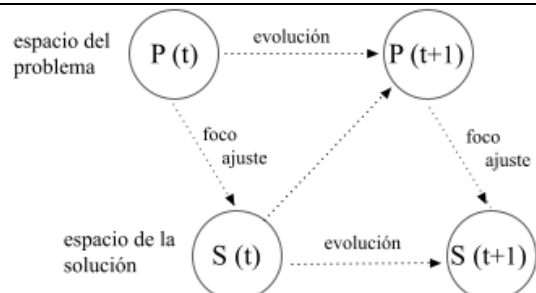 espacio del
problema
P (t)
evolución
P (t+1)
foco
ajuste
foco
ajuste
espacio de la
solución
S (t)
evolución
S (t+1)